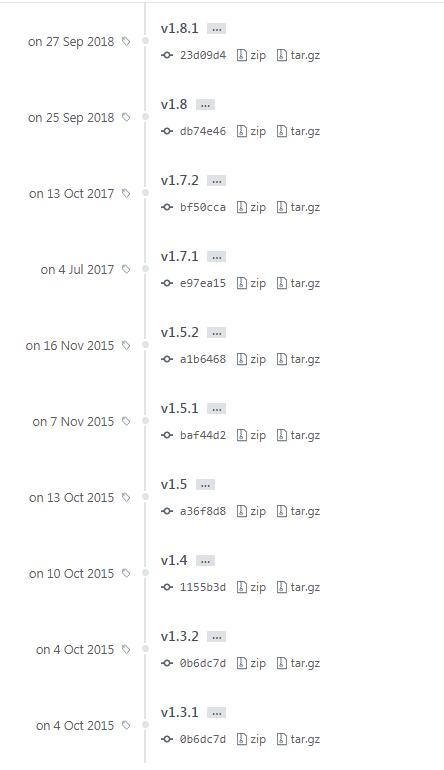 v1.8.1 ...
on 27 Sep 2018
23d09d4 zip tar.gz
v1.8 ...
on 25 Sep 2018
db74e46 zip tar.gz
v1.7.2 ...
on 13 Oct 2017
bf50cca zip tar.gz
v1.7.1 ...
on 4 Jul 2017
e97ea15 zip tar.gz
v1.5.2 ...
on 16 Nov 2015
a1b6468 zip tar.gz
v1.5.1 ...
on 7 Nov 2015
baf44d2 zip tar.gz
v1.5 ...
on 13 Oct 2015
a36f8d8 zip tar.gz
v1.4 ...
on 10 Oct 2015
1155b3d zip tar.gz
v1.3.2 ...
on 4 Oct 2015
0b6dc7d zip tar.gz
v1.3.1 ...
on 4 Oct 2015
0b6dc7d zip tar.gz